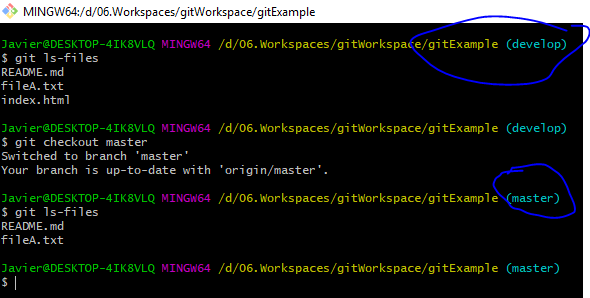 MINGW64:/d/06.Workspaces/gitWorkspace/gitExample
Javier@DESKTOP-4IK8VLQ MINGW64 /d/06.Workspaces/gitWorkspace/gitExample (develop)
$ git ls-files
README.md
fileA.txt
index.html
Javier@DESKTOP-4IK8VLQ MINGW64 /d/06.Workspaces/gitWorkspace/gitExample (develop)
$ git checkout master
Switched to branch 'master'
Your branch is up-to-date with 'origin/master'.
Javier@DESKTOP-4IK8VLQ MINGW64 /d/06.Workspaces/gitWorkspace/gitExample (master)
$ git ls-files
README.md
fileA.txt
Javier@DESKTOP-4IK8VLQ MINGW64 /d/06.Workspaces/gitWorkspace/gitExample (master)
$